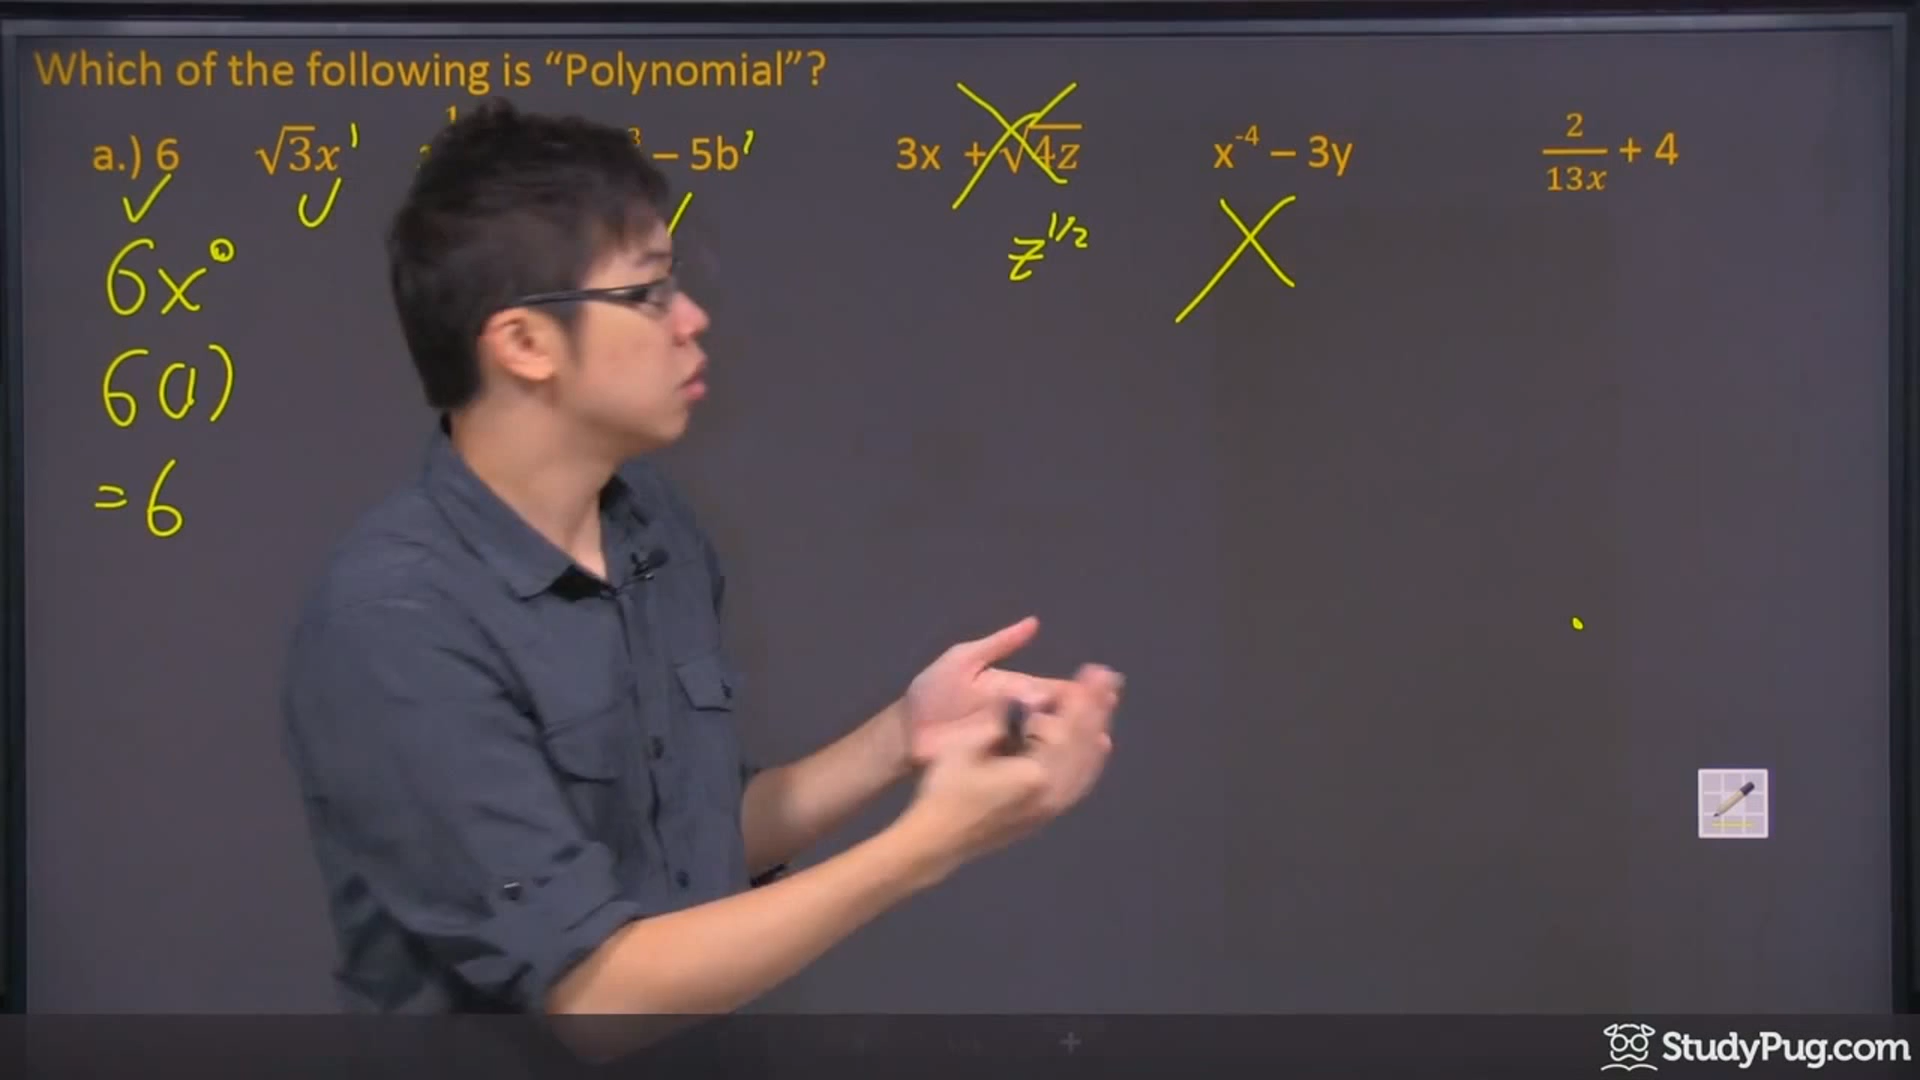 Which of the following is “Polynomial”?
a.) 6 √3x¹ – 5b¹ 3x + √4z x⁻⁴ – 3y 2/13x + 4
6x⁰ z^1/2
6(1)
= 6
StudyPug.com